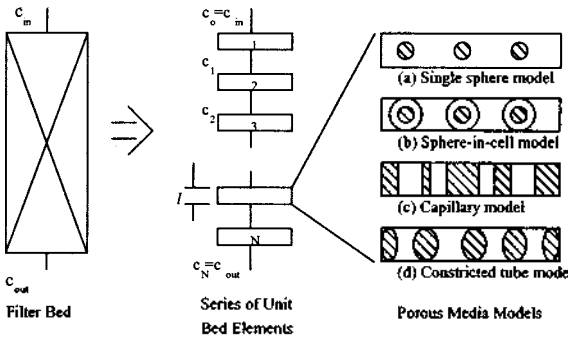 c_in
c_out
Filter Bed
c_o=c_in
1
c_1
2
c_2
3
l
N
c_N=c_out
Series of Unit
Bed Elements
(a) Single sphere model
(b) Sphere-in-cell model
(c) Capillary model
(d) Constricted tube mode
Porous Media Models